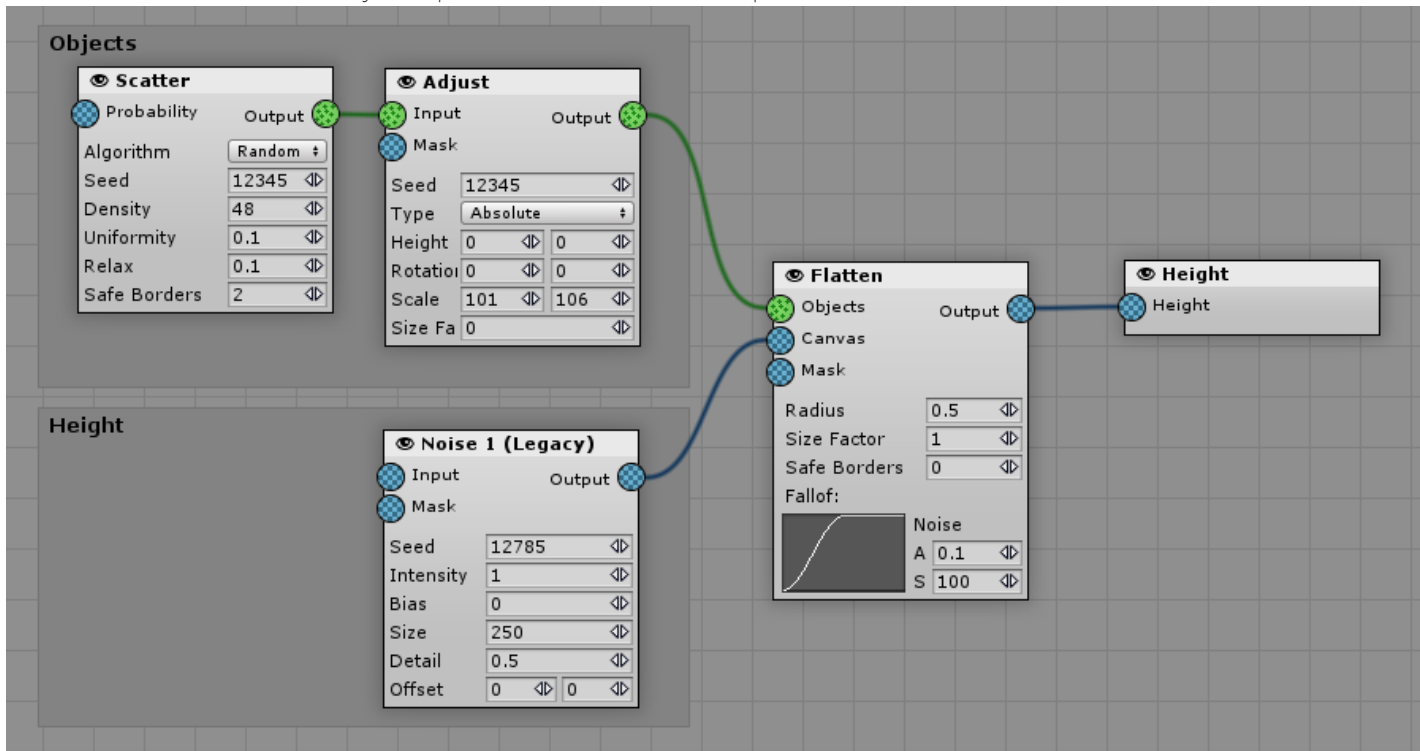 Objects
Scatter
Probability Output
Algorithm Random
Seed 12345
Density 48
Uniformity 0.1
Relax 0.1
Safe Borders 2
Adjust
Input Output
Mask
Seed 12345
Type Absolute
Height 0 0
Rotatio 0 0
Scale 101 106
Size Fa 0
Height
Noise 1 (Legacy)
Input Output
Mask
Seed 12785
Intensity 1
Bias 0
Size 250
Detail 0.5
Offset 0 0
Flatten
Objects Output
Canvas
Mask
Radius 0.5
Size Factor 1
Safe Borders 0
Fallof:
Noise
A 0.1
S 100
Height
Height